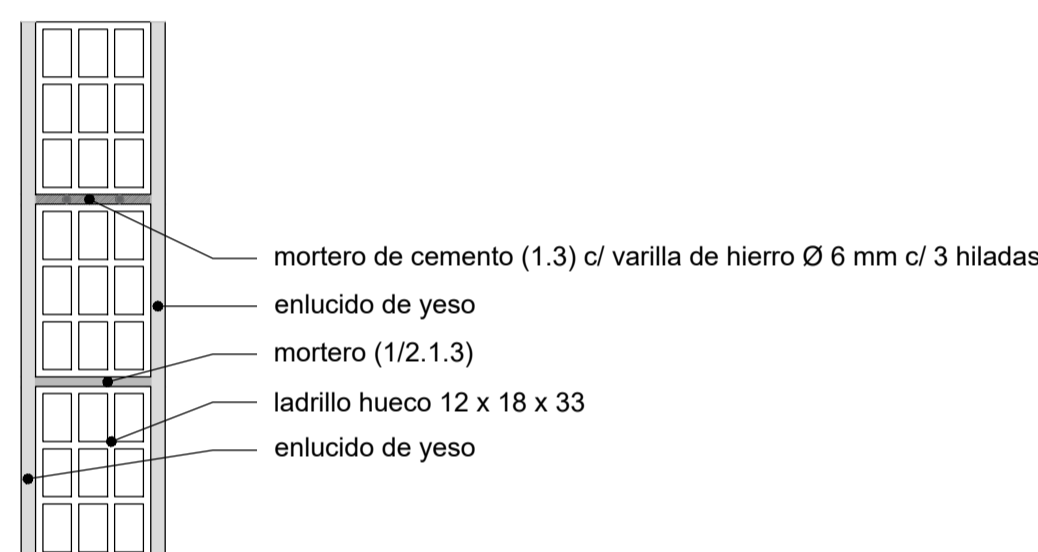 mortero de cemento (1.3) c/ varilla de hierro Ø 6 mm c/ 3 hiladas
enlucido de yeso
mortero (1/2.1.3)
ladrillo hueco 12 x 18 x 33
enlucido de yeso